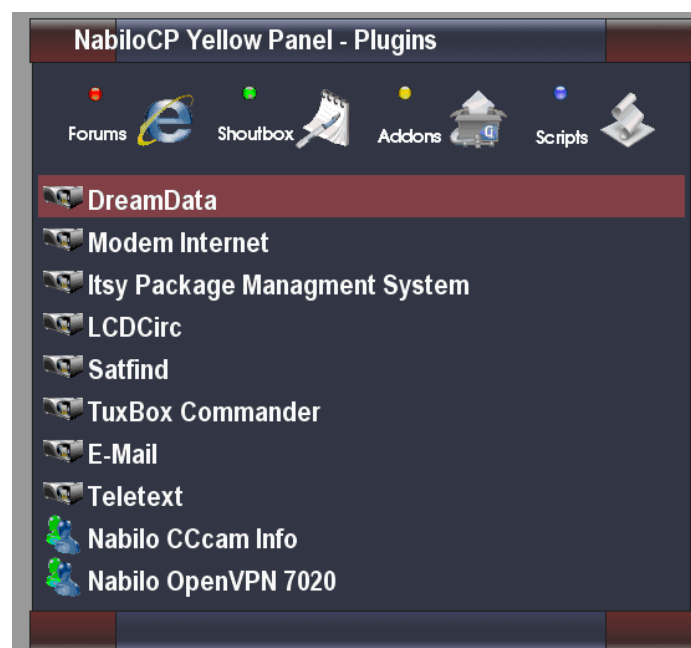 NabiloCP Yellow Panel - Plugins
Forums Shoutbox Addons Scripts
DreamData
Modem Internet
Itsy Package Managment System
LCDCirc
Satfind
TuxBox Commander
E-Mail
Teletext
Nabilo CCcam Info
Nabilo OpenVPN 7020